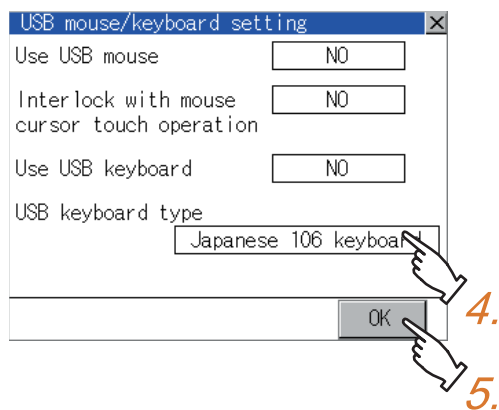 USB mouse/keyboard setting
Use USB mouse NO
Interlock with mouse NO
cursor touch operation
Use USB keyboard NO
USB keyboard type
Japanese 106 keyboard
4.
OK
5.